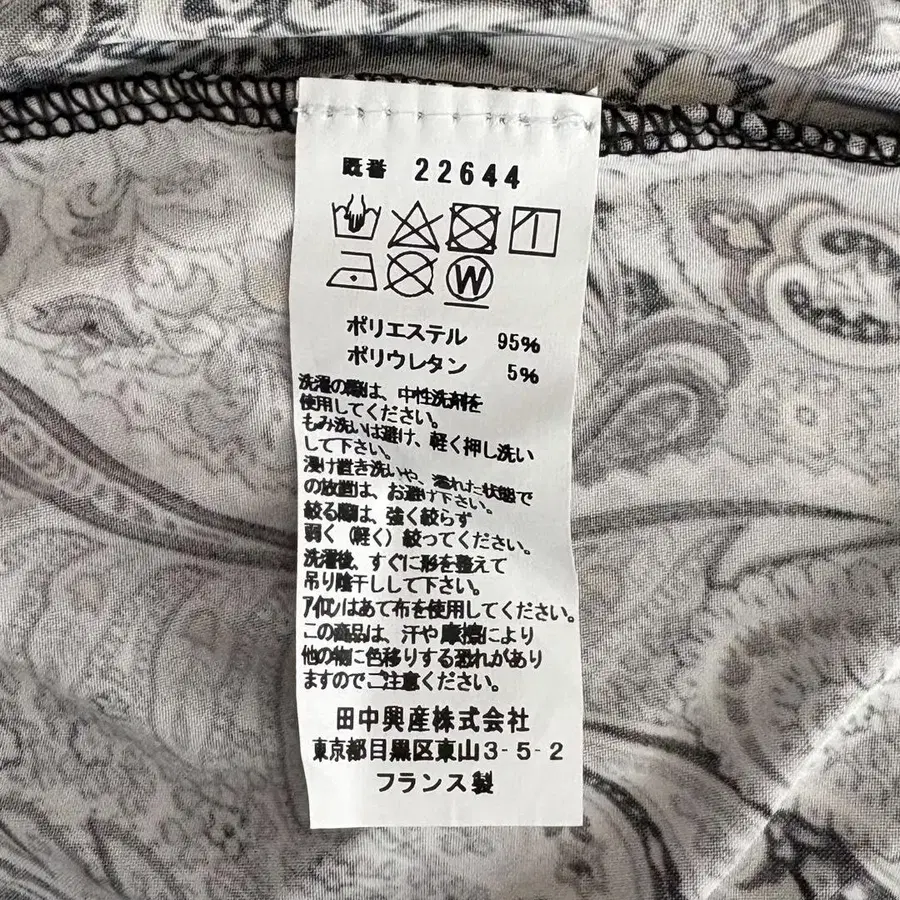 既番 22644
W
ポリエステル 95%
ポリウレタン 5%
洗濯の際は、中性洗剤を
使用してください。
もみ洗いは避け、軽く押し洗い
して下さい。
浸け置き洗いや、濡れた状態で
の放置は、お避け下さい。
絞る際は、強く絞らず
弱く（軽く）絞ってください。
洗濯後、すぐに形を整えて
吊り陰干しして下さい。
アイロンはあて布を使用してください。
この商品は、汗や摩擦により
他の物に色移りする恐れがあり
ますのでご注意ください。
田中興産株式会社
東京都目黒区東山3-5-2
フランス製